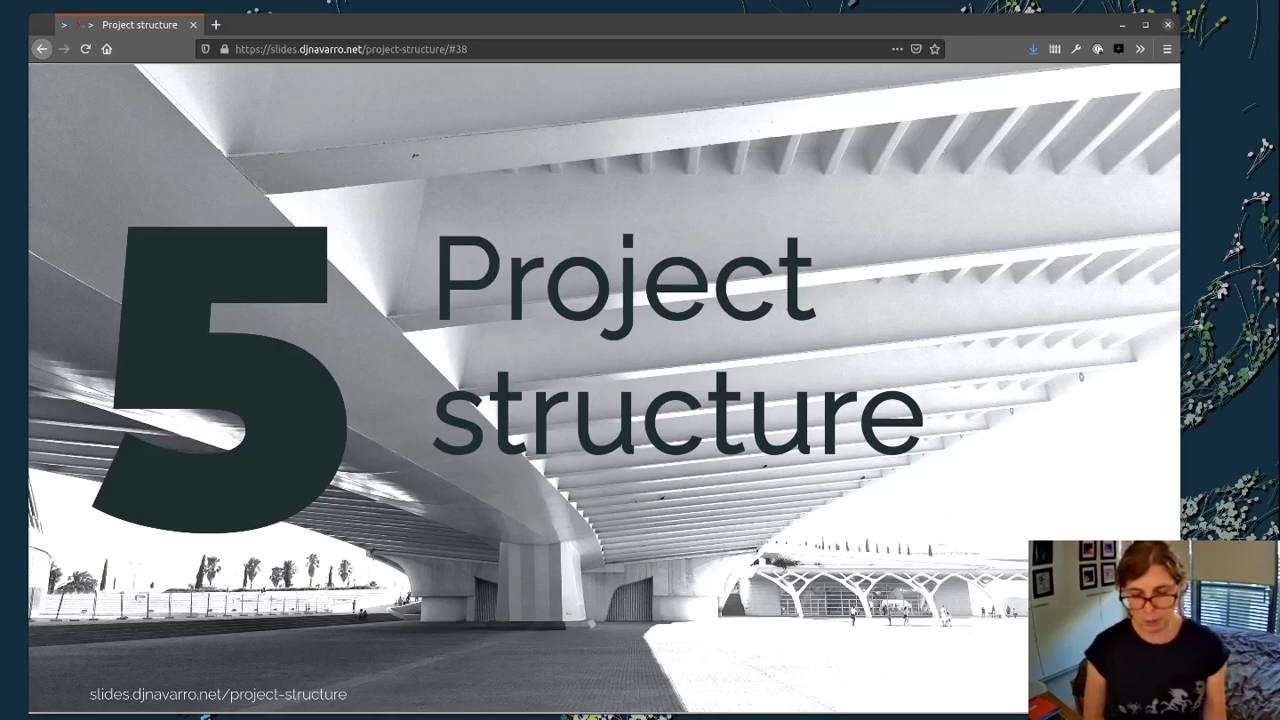 Project structure
https://slides.djnavarro.net/project-structure/#38
5
Project
structure
slides.djnavarro.net/project-structure